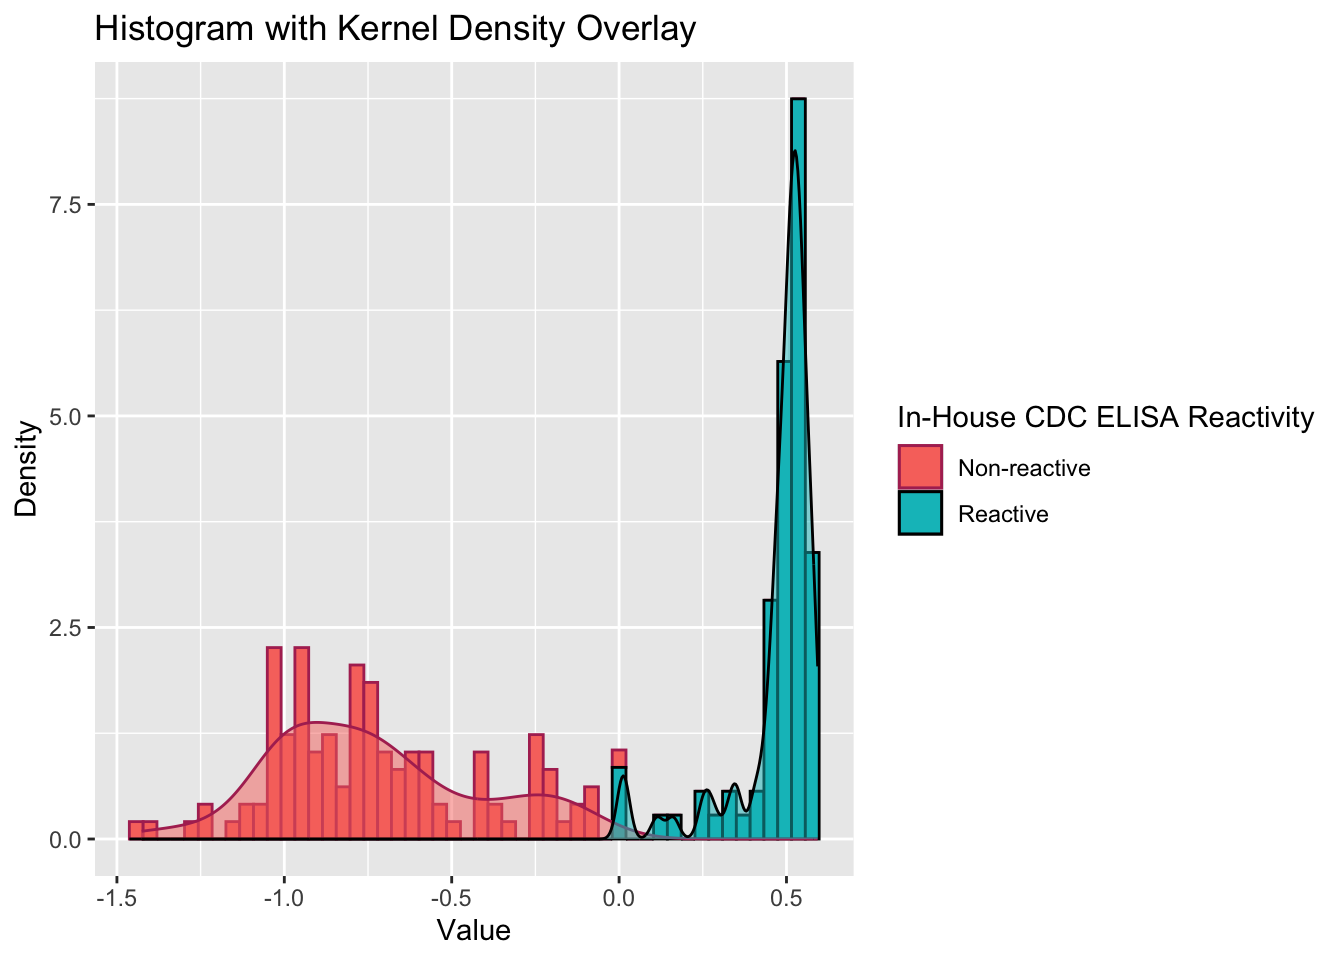 Histogram with Kernel Density Overlay
7.5
5.0
2.5
0.0
Density
-1.5
-1.0
-0.5
0.0
0.5
Value
In-House CDC ELISA Reactivity
Non-reactive
Reactive